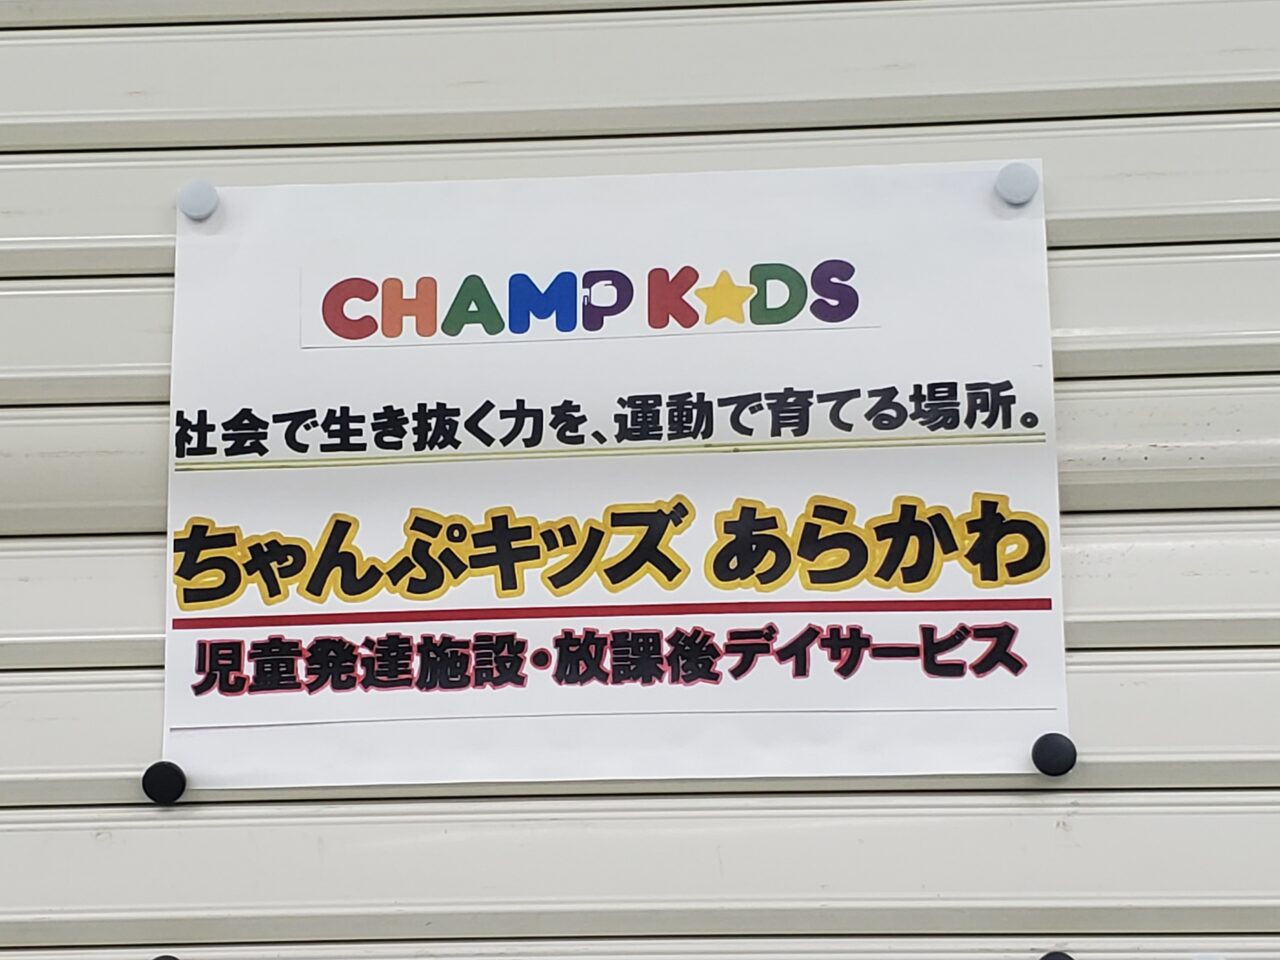 CHAMP K★DS
社会で生き抜く力を、運動で育てる場所。
ちゃんぷキッズ あらかわ
児童発達施設・放課後デイサービス